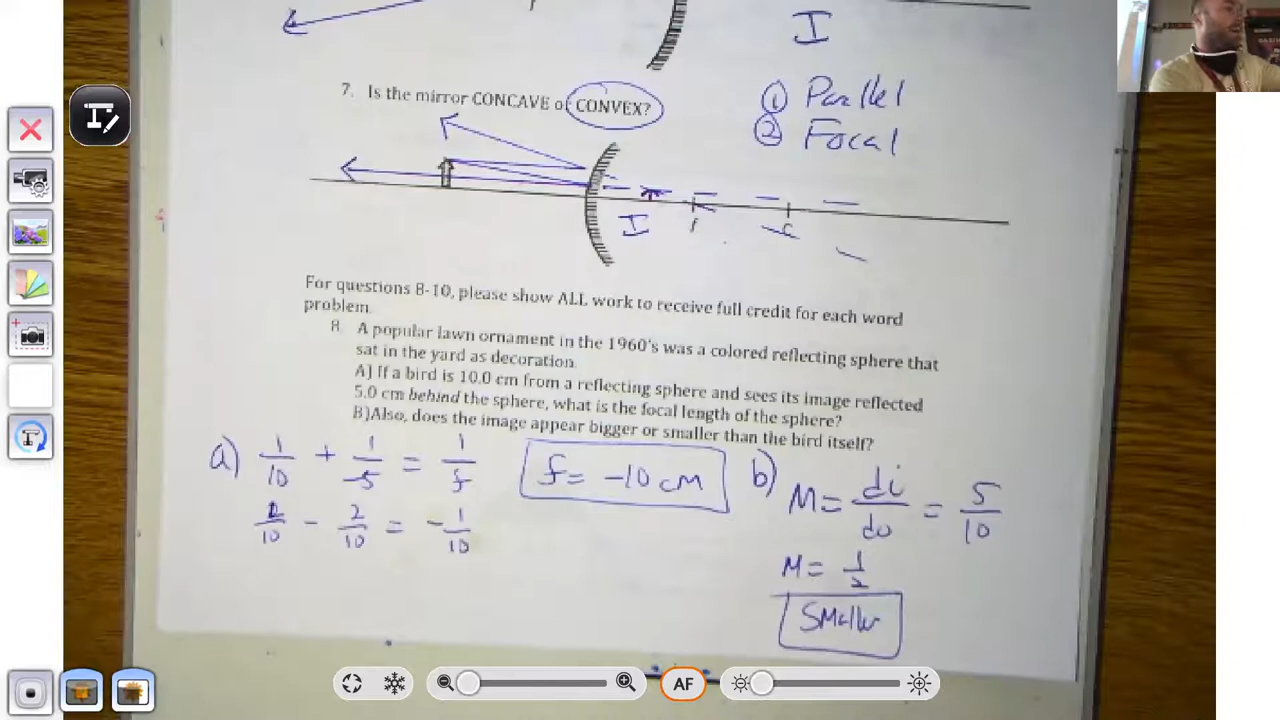 I
7. Is the mirror CONCAVE or CONVEX?
① Parallel
② Focal
I
f
C
For questions 8-10, please show ALL work to receive full credit for each word
problem.
8. A popular lawn ornament in the 1960's was a colored reflecting sphere that
sat in the yard as decoration.
A) If a bird is 10.0 cm from a reflecting sphere and sees its image reflected
5.0 cm behind the sphere, what is the focal length of the sphere?
B)Also, does the image appear bigger or smaller than the bird itself?
a) 1/10 + 1/-5 = 1/f
1/10 - 2/10 = -1/10
f= -10 cm
b) M= di/do = 5/10
M= 1/2
Smaller
AF